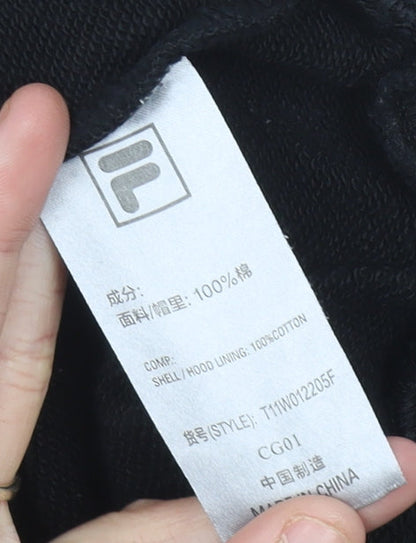 F
成分:
面料/帽里: 100%棉
COMP.:
SHELL / HOOD LINING: 100%COTTON
货号(STYLE): T11W012205F
CG01
中国制造
MADE IN CHINA